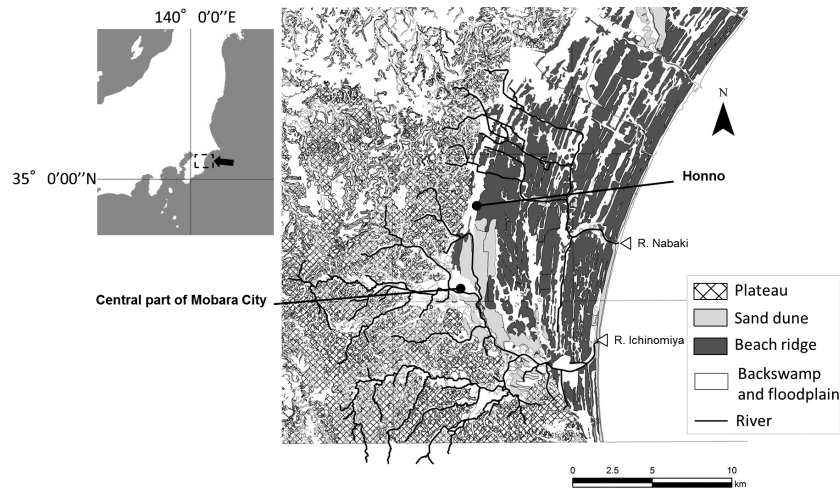 140° 0'0''E
35° 0'00''N
N
Honno
R. Nabaki
Central part of Mobara City
R. Ichinomiya
Plateau
Sand dune
Beach ridge
Backswamp
and floodplain
River
0 2.5 5 10
km